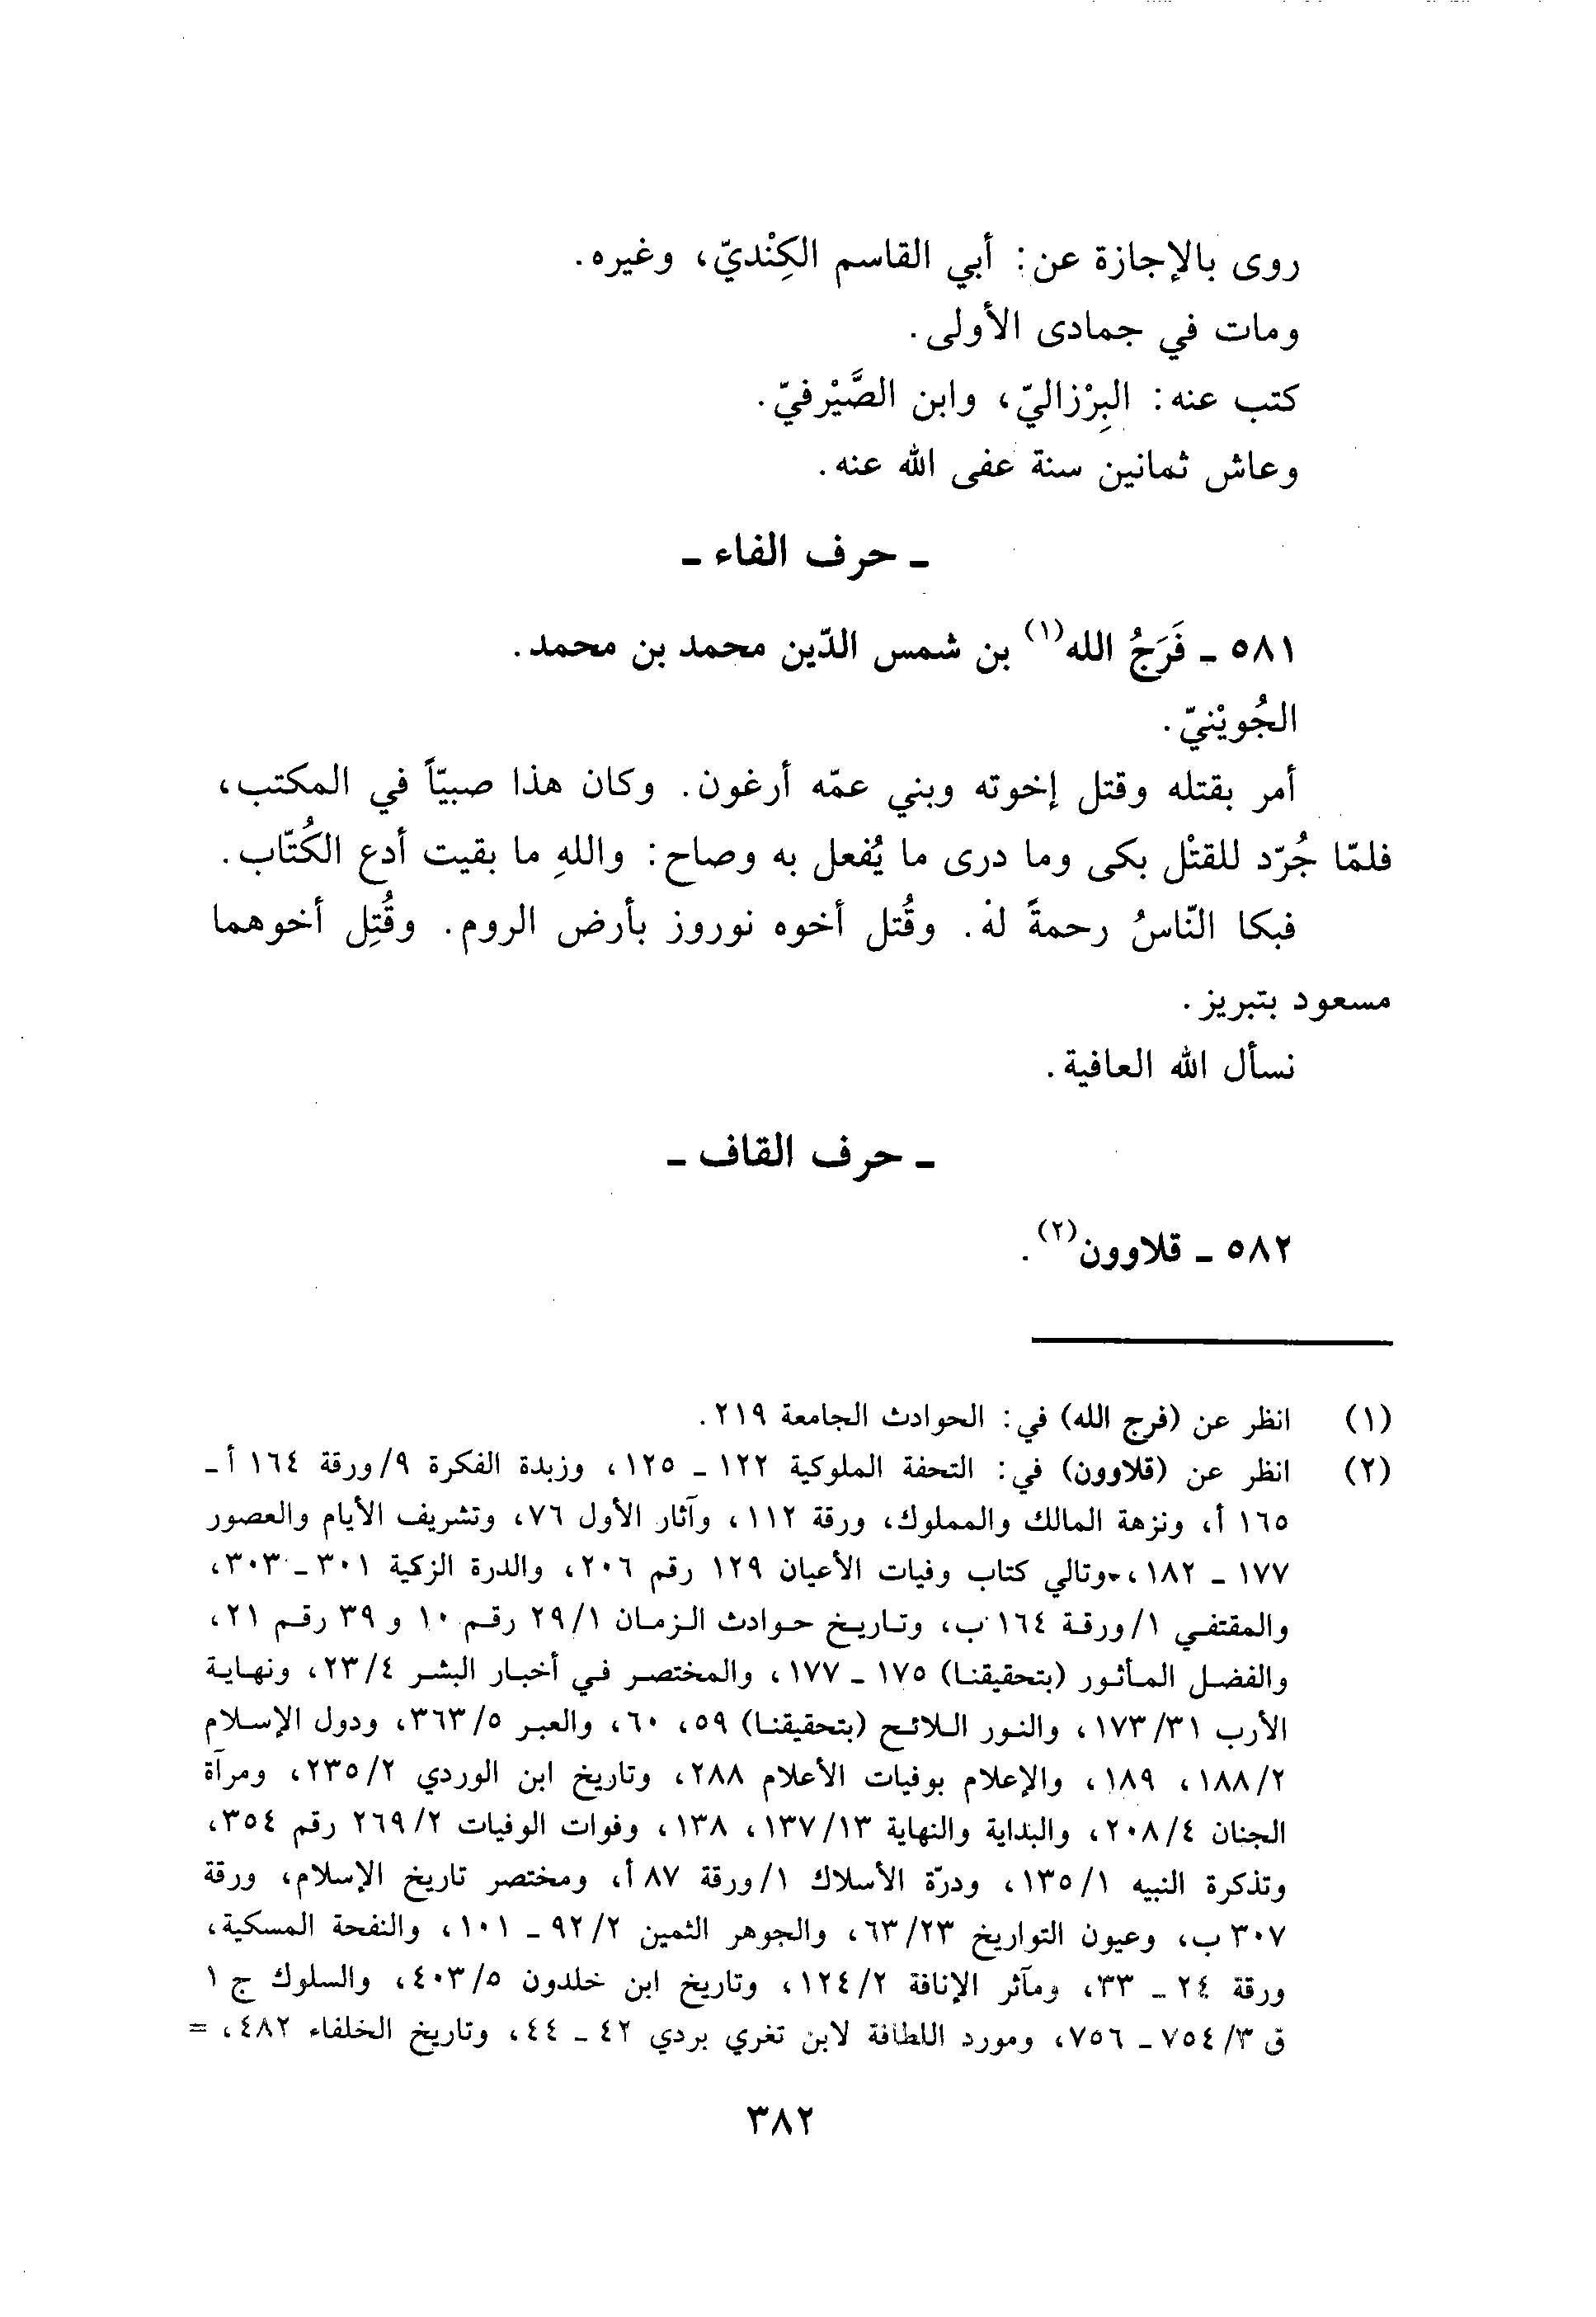 روى بالإجازة عن: أبي القاسم الكِنْديّ، وغيره.
ومات في جمادى الأولى.
كتب عنه: البِرْزاليّ، وابن الصَّيْرفيّ.
وعاش ثمانين سنة عفى الله عنه.
ـ حرف الفاء ـ
٥٨١ ـ فَرَجُ الله(١) بن شمس الدّين محمد بن محمد.
الجُويْنيّ.
أمر بقتله وقتل إخوته وبني عمّه أرغون. وكان هذا صبيّاً في المكتب،
فلمّا جُرّد للقتْل بكى وما درى ما يُفعل به وصاح: واللهِ ما بقيت أدع الكُتّاب.
فبكا النّاسُ رحمةً له. وقُتل أخوه نوروز بأرض الروم. وقُتِل أخوهما
مسعود بتبريز.
نسأل الله العافية.
ـ حرف القاف ـ
٥٨٢ ـ قلاوون(٢).
(١) انظر عن (فرج الله) في: الحوادث الجامعة ٢١٩.
(٢) انظر عن (قلاوون) في: التحفة الملوكية ١٢٢ ـ ١٢٥، وزبدة الفكرة ٩/ورقة ١٦٤ أ ـ
١٦٥ أ، ونزهة المالك والمملوك، ورقة ١١٢، وآثار الأول ٧٦، وتشريف الأيام والعصور
١٧٧ ـ ١٨٢، وتالي كتاب وفيات الأعيان ١٢٩ رقم ٢٠٦، والدرة الزكية ٣٠١ ـ ٣٠٣،
والمقتفي ١/ورقة ١٦٤ ب، وتاريخ حوادث الزمان ٢٩/١ رقم ١٠ و ٣٩ رقم ٢١،
والفضل المأثور (بتحقيقنا) ١٧٥ ـ ١٧٧، والمختصر في أخبار البشر ٢٣/٤، ونهاية
الأرب ١٧٣/٣١، والنور اللائح (بتحقيقنا) ٥٩، ٦٠، والعبر ٣٦٣/٥، ودول الإسلام
١٨٨/٢، ١٨٩، والإعلام بوفيات الأعلام ٢٨٨، وتاريخ ابن الوردي ٢٣٥/٢، ومرآة
الجنان ٢٠٨/٤، والبداية والنهاية ١٣٧/١٣، ١٣٨، وفوات الوفيات ٢٦٩/٢ رقم ٣٥٤،
وتذكرة النبيه ١٣٥/١، ودرّة الأسلاك ١/ورقة ٨٧ أ، ومختصر تاريخ الإسلام، ورقة
٣٠٧ ب، وعيون التواريخ ٦٣/٢٣، والجوهر الثمين ٩٢/٢ ـ ١٠١، والنفحة المسكية،
ورقة ٢٤ ـ ٣٣، ومآثر الإنافة ١٢٤/٢، وتاريخ ابن خلدون ٤٠٣/٥، والسلوك ج ١
ق ٧٥٤/٣ ـ ٧٥٦، ومورد اللطافة لابن تغري بردي ٤٢ ـ ٤٤، وتاريخ الخلفاء ٤٨٢، =
٣٨٢